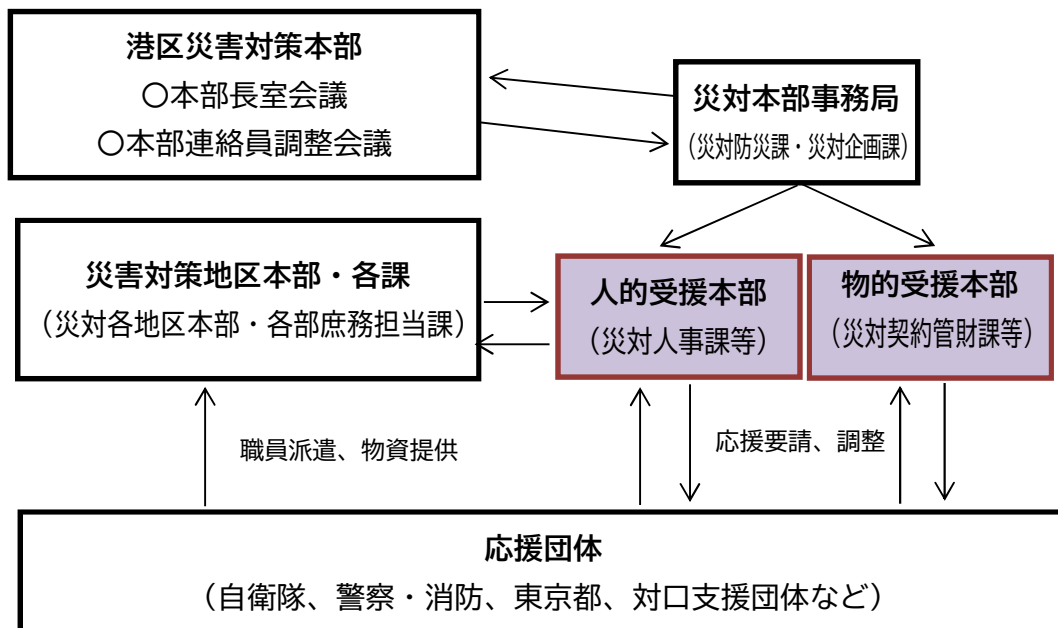 港区災害対策本部
〇本部長室会議
〇本部連絡員調整会議
災対本部事務局
（災対防災課・災対企画課）
災害対策地区本部・各課
（災対各地区本部・各部庶務担当課）
人的受援本部
（災対人事課等）
物的受援本部
（災対契約管財課等）
職員派遣、物資提供
応援要請、調整
応援団体
（自衛隊、警察・消防、東京都、対口支援団体など）